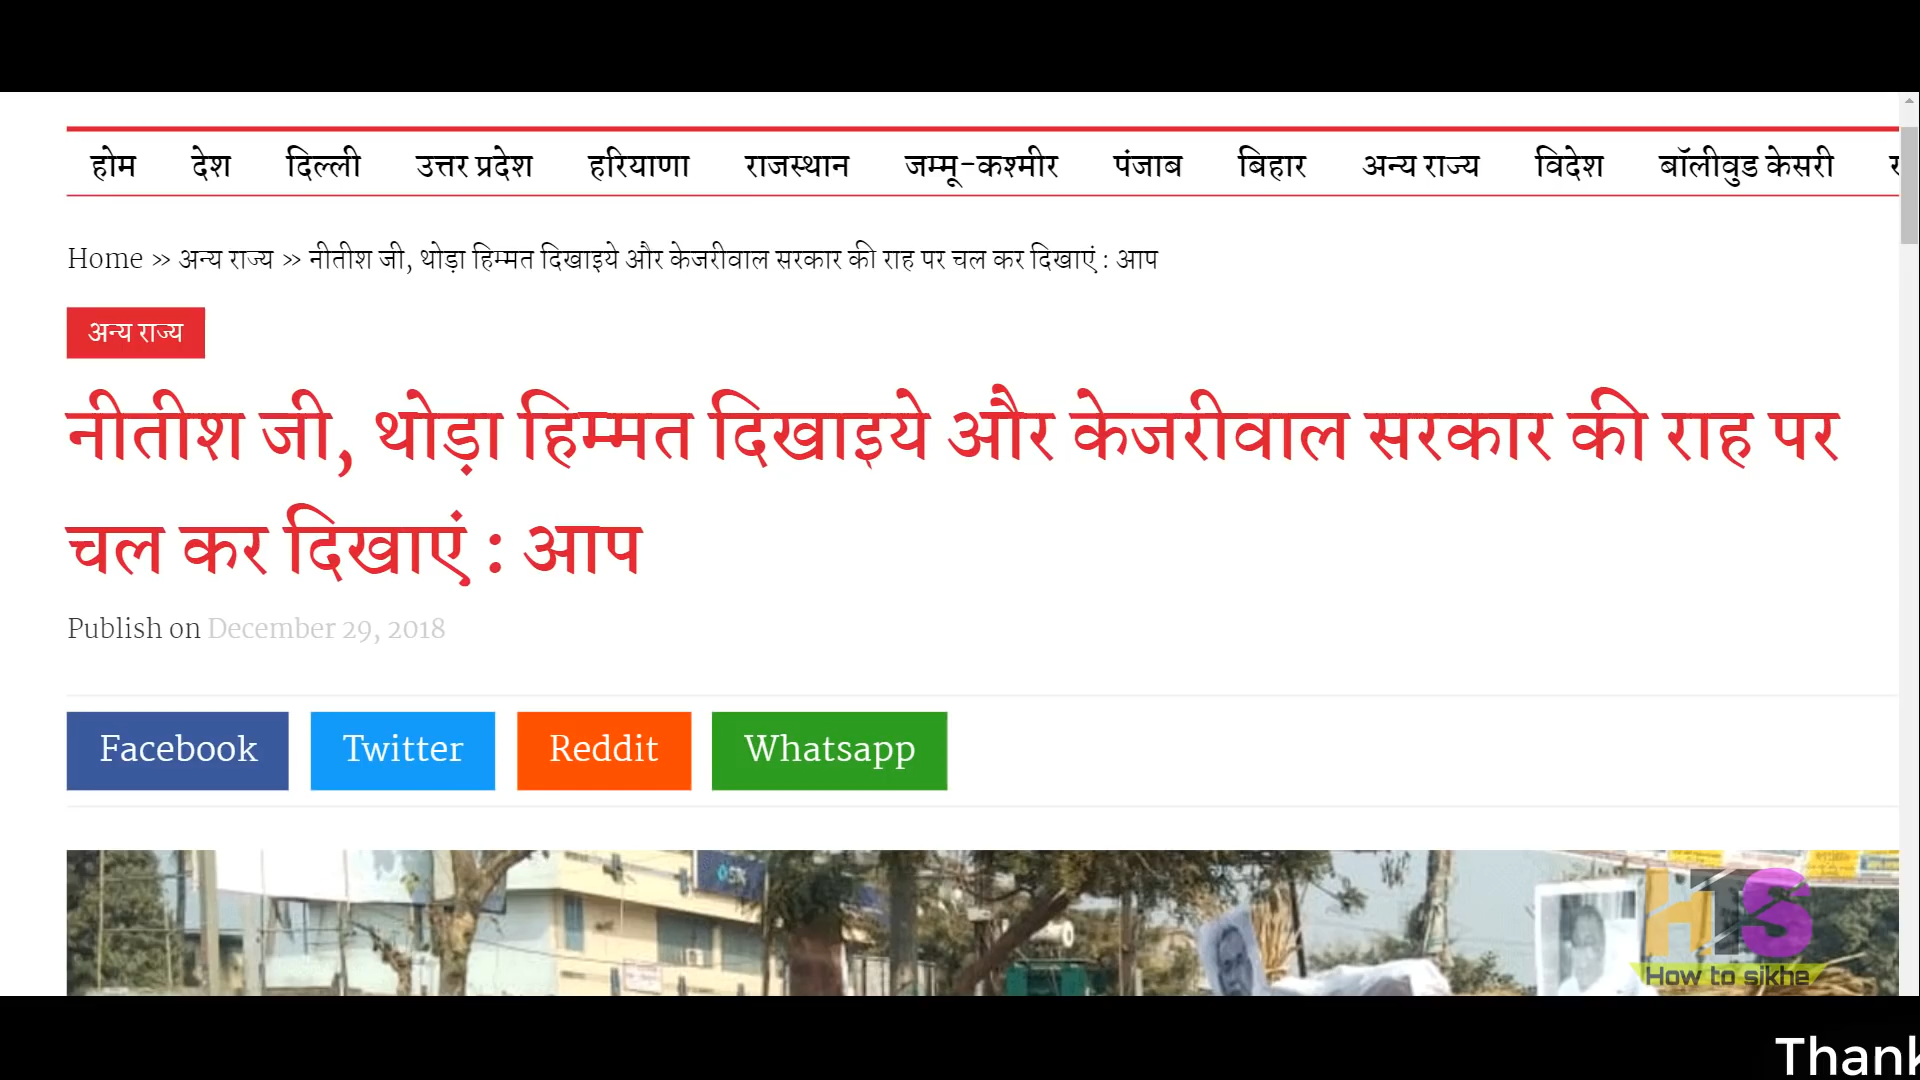 होम देश दिल्ली उत्तर प्रदेश हरियाणा राजस्थान जम्मू-कश्मीर पंजाब बिहार अन्य राज्य विदेश बॉलीवुड केसरी
Home » अन्य राज्य » नीतीश जी, थोड़ा हिम्मत दिखाइये और केजरीवाल सरकार की राह पर चल कर दिखाएं : आप
अन्य राज्य
नीतीश जी, थोड़ा हिम्मत दिखाइये और केजरीवाल सरकार की राह पर
चल कर दिखाएं : आप
Publish on December 29, 2018
Facebook Twitter Reddit Whatsapp
How to sikhe
Thank